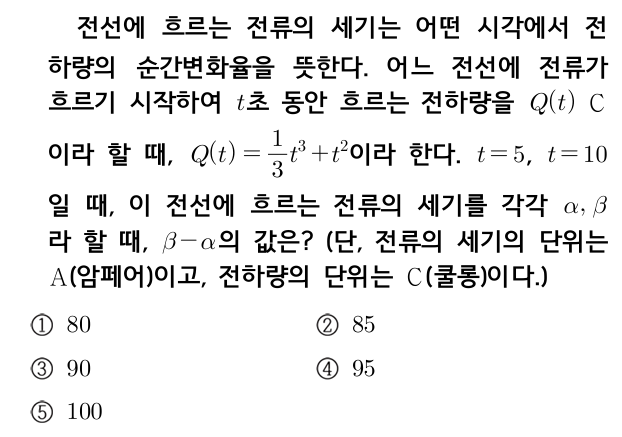 전선에 흐르는 전류의 세기는 어떤 시각에서 전
하량의 순간변화율을 뜻한다. 어느 전선에 전류가
흐르기 시작하여 t초 동안 흐르는 전하량을 Q(t) C
이라 할 때, Q(t)=\frac{1}{3}t³+t²이라 한다. t=5, t=10
일 때, 이 전선에 흐르는 전류의 세기를 각각 α, β
라 할 때, β-α의 값은? (단, 전류의 세기의 단위는
A(암페어)이고, 전하량의 단위는 C(쿨롱)이다.)
① 80 ② 85
③ 90 ④ 95
⑤ 100